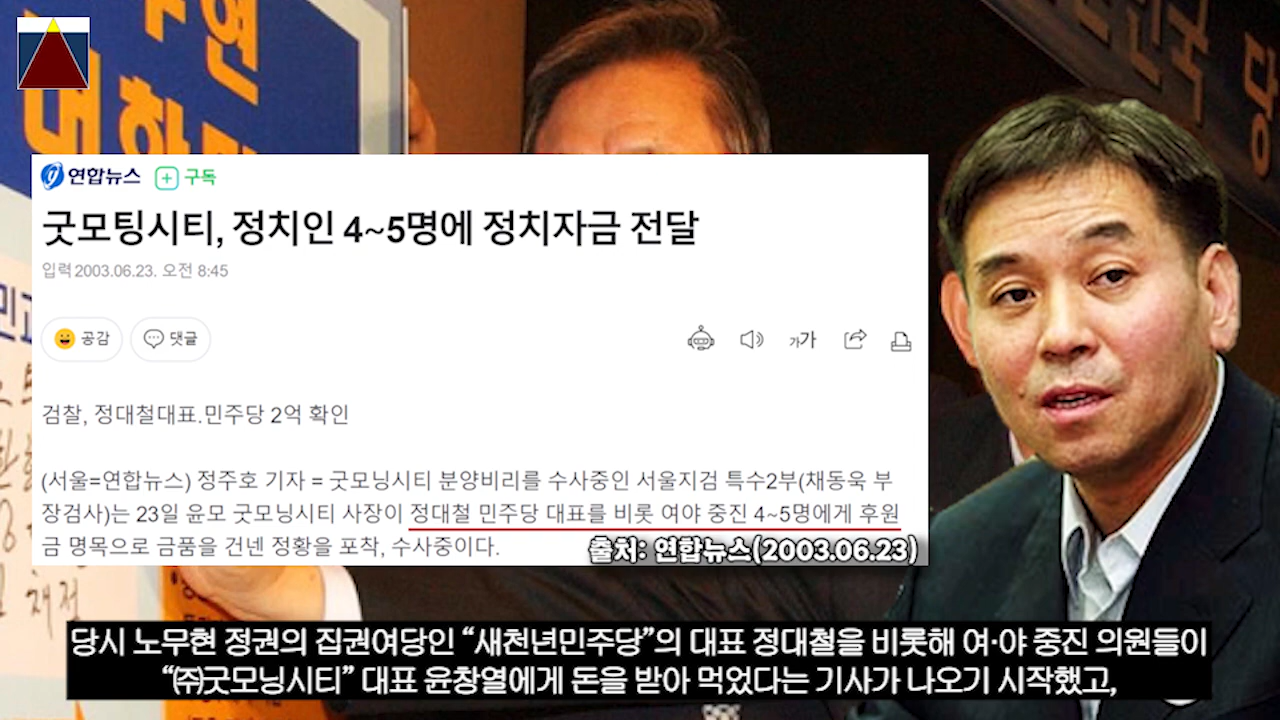 연합뉴스 구독
굿모팅시티, 정치인 4~5명에 정치자금 전달
입력 2003.06.23. 오전 8:45
공감 댓글 가가
검찰, 정대철대표.민주당 2억 확인
(서울=연합뉴스) 정주호 기자 = 굿모닝시티 분양비리를 수사중인 서울지검 특수2부(채동욱 부
장검사)는 23일 윤모 굿모닝시티 사장이 정대철 민주당 대표를 비롯 여야 중진 4~5명에게 후원
금 명목으로 금품을 건넨 정황을 포착, 수사중이다.
출처: 연합뉴스(2003.06.23)
당시 노무현 정권의 집권여당인 “새천년민주당”의 대표 정대철을 비롯해 여·야 중진 의원들이
“㈜굿모닝시티” 대표 윤창열에게 돈을 받아 먹었다는 기사가 나오기 시작했고,